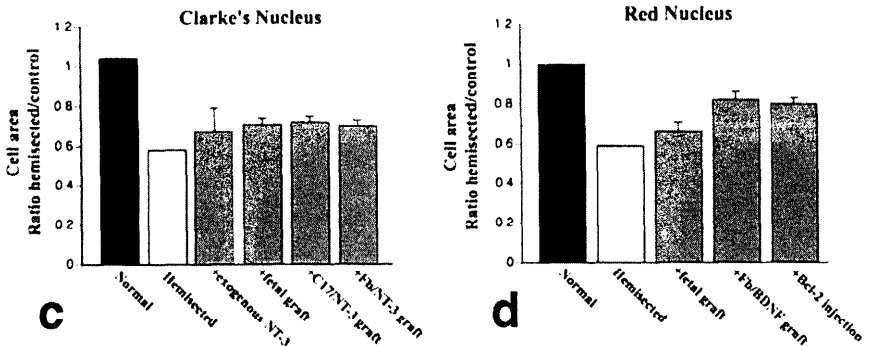 Clarke's Nucleus
Cell area
Ratio hemisected/control
1 2
1
0 8
0.6
0 4
0 2
0
Normal
Hemisected
+exogenous NT-3
+fetal graft
+C17/NT-3 graft
+Fb/NT-3 graft
c
Red Nucleus
Cell area
Ratio hemisected/control
1 2
1
0 8
0 6
0 4
0 2
0
Normal
Hemisected
+fetal graft
+Fb/BDNF graft
+Bcl-2 injection
d